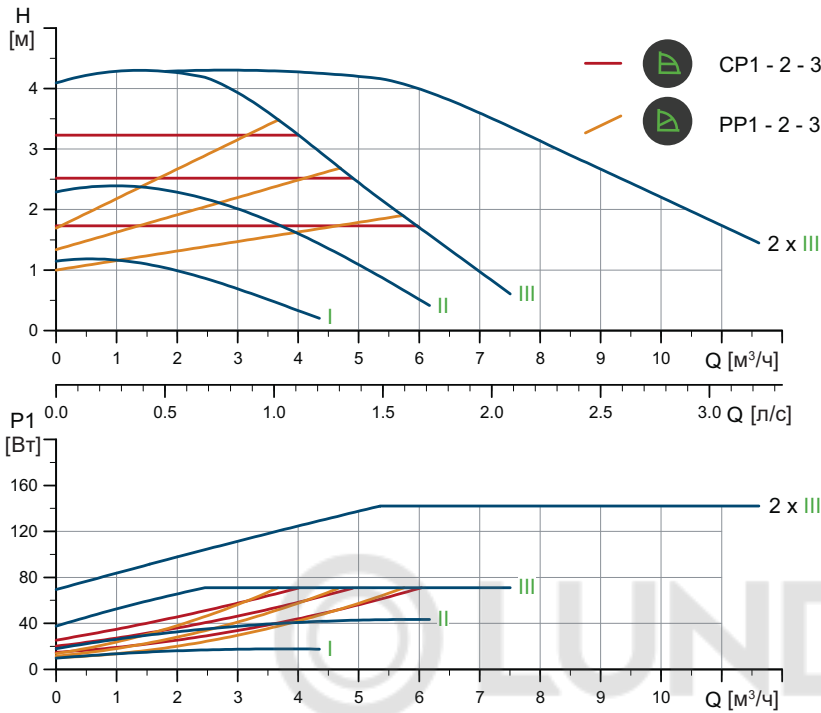 H
[м]
CP1 - 2 - 3
PP1 - 2 - 3
4
3
2
1
0
2 x III
III
II
I
0 1 2 3 4 5 6 7 8 9 10 Q [м³/ч]
0.0 0.5 1.0 1.5 2.0 2.5 3.0 Q [л/с]
P1
[Вт]
160
120
80
40
0
2 x III
III
II
I
LUND
0 1 2 3 4 5 6 7 8 9 10 Q [м³/ч]